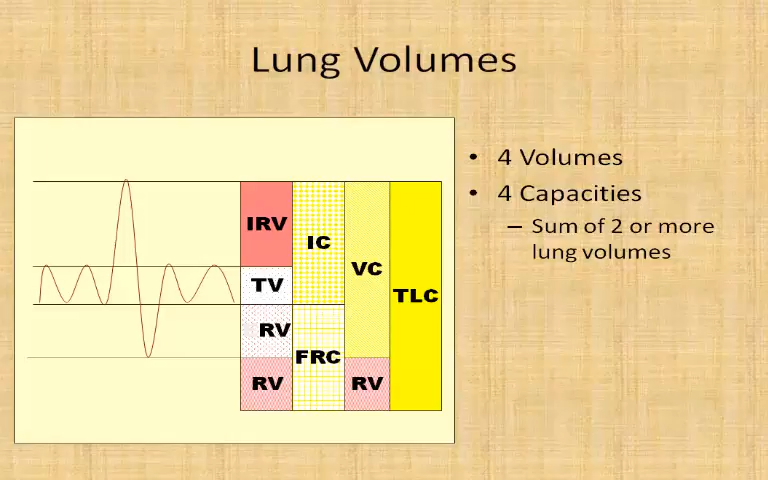 Lung Volumes
IRV
IC
VC
TLC
TV
RV
FRC
RV
RV
• 4 Volumes
• 4 Capacities
– Sum of 2 or more
lung volumes